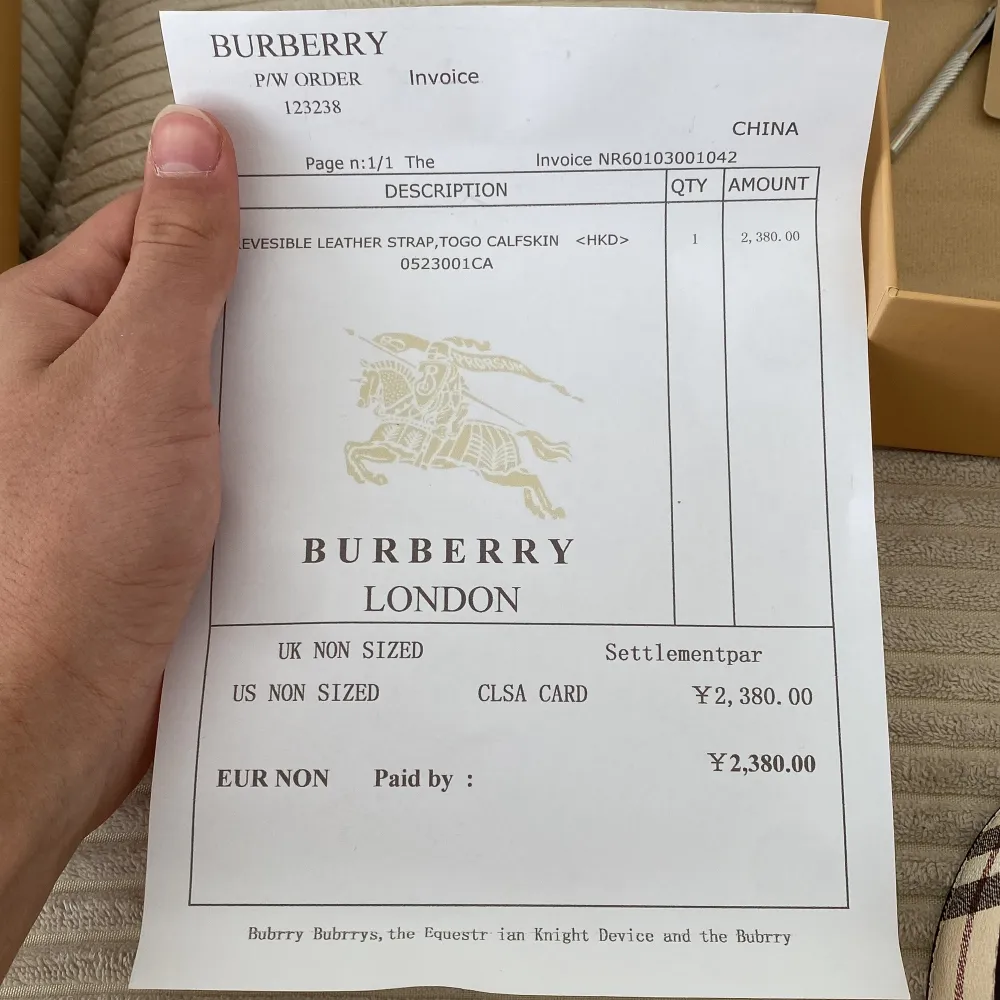 BURBERRY
P/W ORDER Invoice
123238
CHINA
Page n:1/1 The Invoice NR60103001042
DESCRIPTION QTY AMOUNT
EVESIBLE LEATHER STRAP,TOGO CALFSKIN <HKD> 1 2,380.00
0523001CA
PRORSUM
BURBERRY
LONDON
UK NON SIZED Settlementpar
US NON SIZED CLSA CARD ¥2,380.00
EUR NON Paid by : ¥2,380.00
Bubrry Bubrrys,the Equestr ian Knight Device and the Bubrry